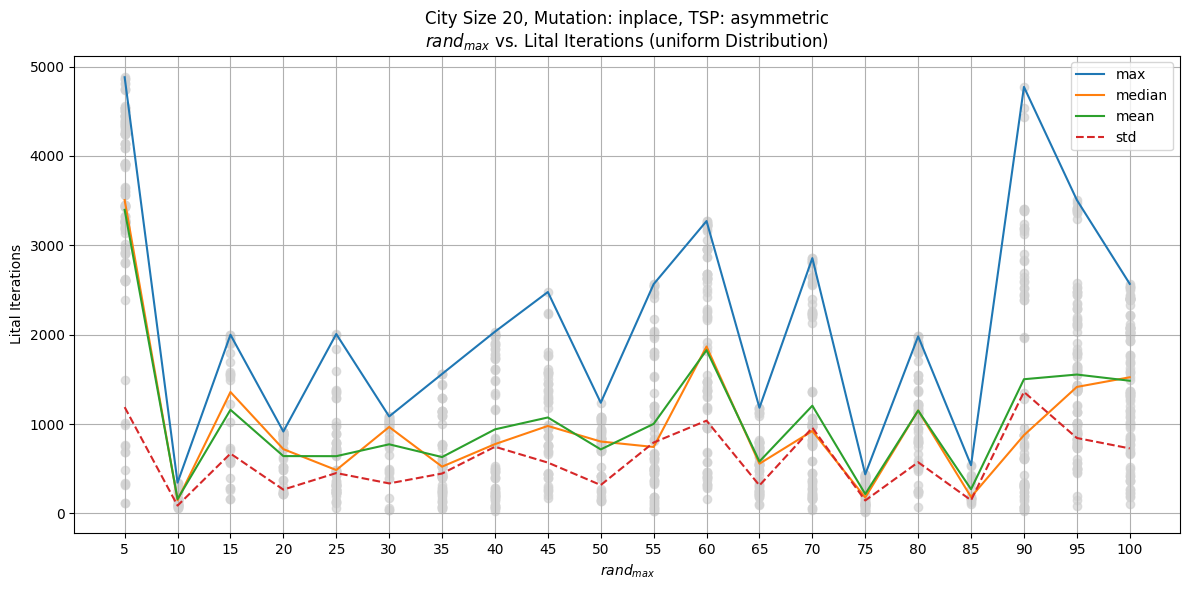 City Size 20, Mutation: inplace, TSP: asymmetric
rand_max vs. Lital Iterations (uniform Distribution)
max
median
mean
std
Lital Iterations
5000
4000
3000
2000
1000
0
5 10 15 20 25 30 35 40 45 50 55 60 65 70 75 80 85 90 95 100
rand_max